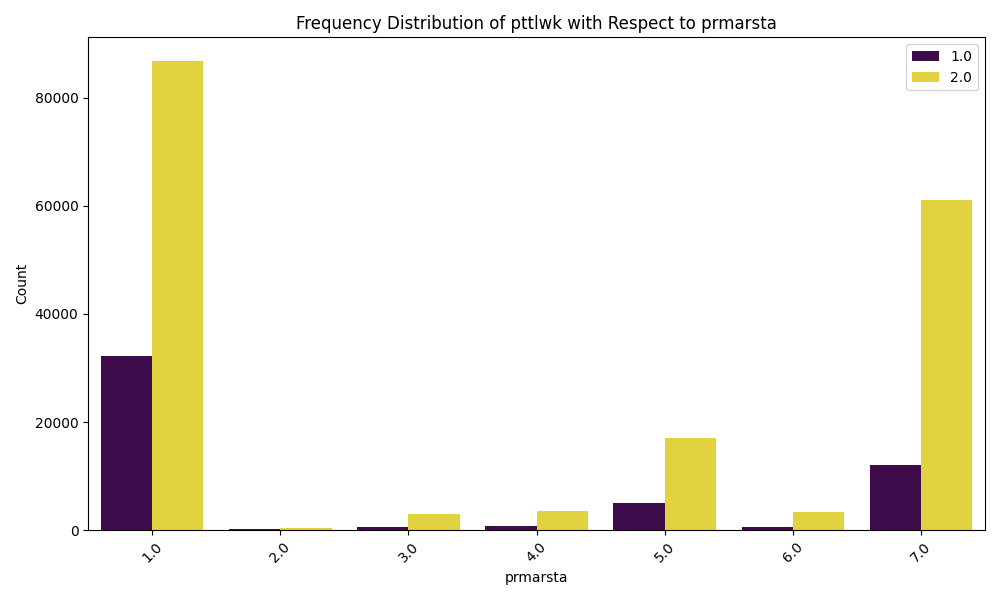 Frequency Distribution of pttlwk with Respect to prmarsta
1.0
2.0
80000
60000
40000
20000
0
Count
1.0 2.0 3.0 4.0 5.0 6.0 7.0
prmarsta